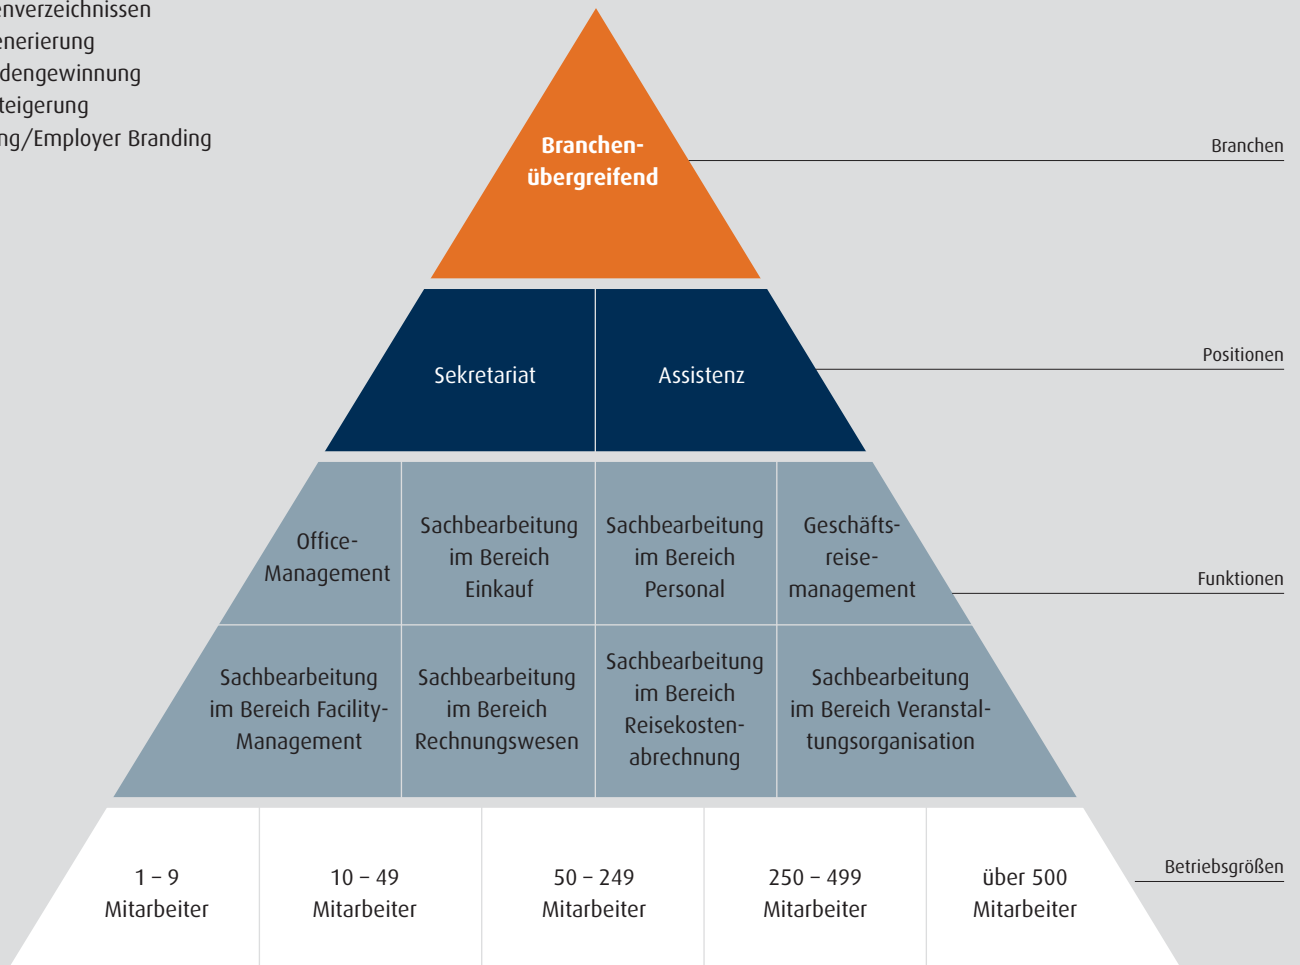 enverzeichnissen
enerierung
dengewinnung
teigerung
ng/Employer Branding
Branchen-
übergreifend
Branchen
Sekretariat
Assistenz
Positionen
Office-
Management
Sachbearbeitung
im Bereich
Einkauf
Sachbearbeitung
im Bereich
Personal
Geschäfts-
reise-
management
Funktionen
Sachbearbeitung
im Bereich Facility-
Management
Sachbearbeitung
im Bereich
Rechnungswesen
Sachbearbeitung
im Bereich
Reisekosten-
abrechnung
Sachbearbeitung
im Bereich Veranstal-
tungsorganisation
1 – 9
Mitarbeiter
10 – 49
Mitarbeiter
50 – 249
Mitarbeiter
250 – 499
Mitarbeiter
über 500
Mitarbeiter
Betriebsgrößen